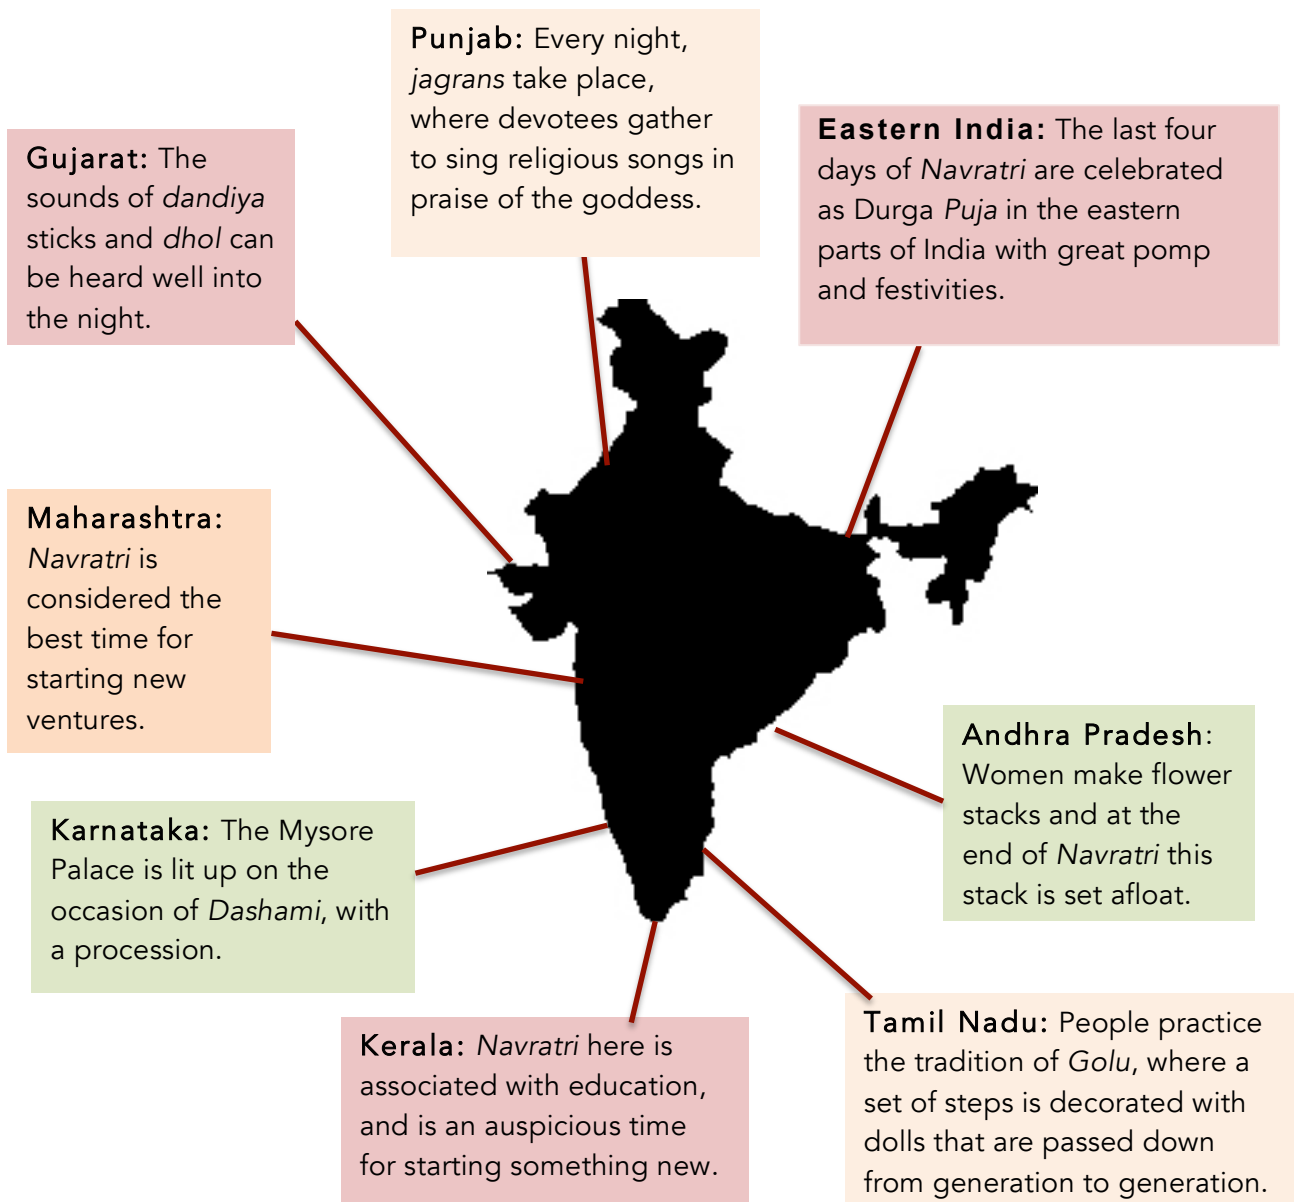 Punjab: Every night,
jagrans take place,
where devotees gather
to sing religious songs in
praise of the goddess.
Eastern India: The last four
days of Navratri are celebrated
as Durga Puja in the eastern
parts of India with great pomp
and festivities.
Gujarat: The
sounds of dandiya
sticks and dhol can
be heard well into
the night.
Maharashtra:
Navratri is
considered the
best time for
starting new
ventures.
Andhra Pradesh:
Women make flower
stacks and at the
end of Navratri this
stack is set afloat.
Karnataka: The Mysore
Palace is lit up on the
occasion of Dashami, with
a procession.
Kerala: Navratri here is
associated with education,
and is an auspicious time
for starting something new.
Tamil Nadu: People practice
the tradition of Golu, where a
set of steps is decorated with
dolls that are passed down
from generation to generation.